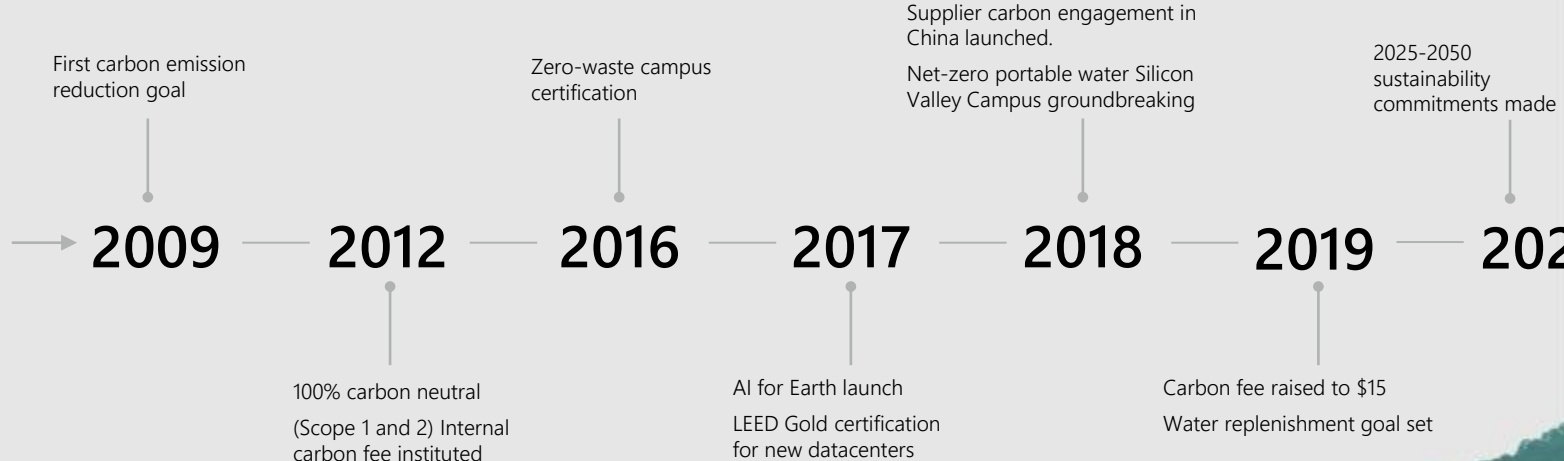 Supplier carbon engagement in
China launched.
Net-zero portable water Silicon
Valley Campus groundbreaking
First carbon emission
reduction goal
Zero-waste campus
certification
2025-2050
sustainability
commitments made
2009
2012
2016
2017
2018
2019
202
100% carbon neutral
(Scope 1 and 2) Internal
carbon fee instituted
AI for Earth launch
LEED Gold certification
for new datacenters
Carbon fee raised to $15
Water replenishment goal set